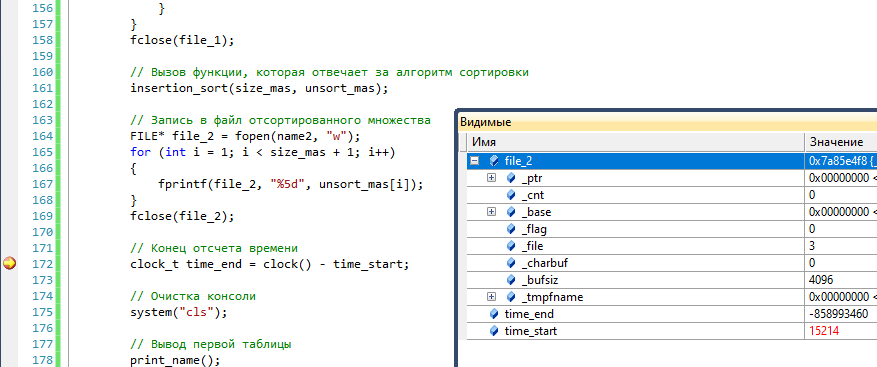 156 }
157 }
158 fclose(file_1);
159
160 // Вызов функции, которая отвечает за алгоритм сортировки
161 insertion_sort(size_mas, unsort_mas);
162
163 // Запись в файл отсортированного множества
164 FILE* file_2 = fopen(name2, "w");
165 for (int i = 1; i < size_mas + 1; i++)
166 {
167 fprintf(file_2, "%5d", unsort_mas[i]);
168 }
169 fclose(file_2);
170
171 // Конец отсчета времени
172 clock_t time_end = clock() - time_start;
173
174 // Очистка консоли
175 system("cls");
176
177 // Вывод первой таблицы
178 print_name();
Видимые
Имя Значение
file_2 0x7a85e4f8 {_
_ptr 0x00000000 <
_cnt 0
_base 0x00000000 <
_flag 0
_file 3
_charbuf 0
_bufsiz 4096
_tmpfname 0x00000000 <
time_end -858993460
time_start 15214